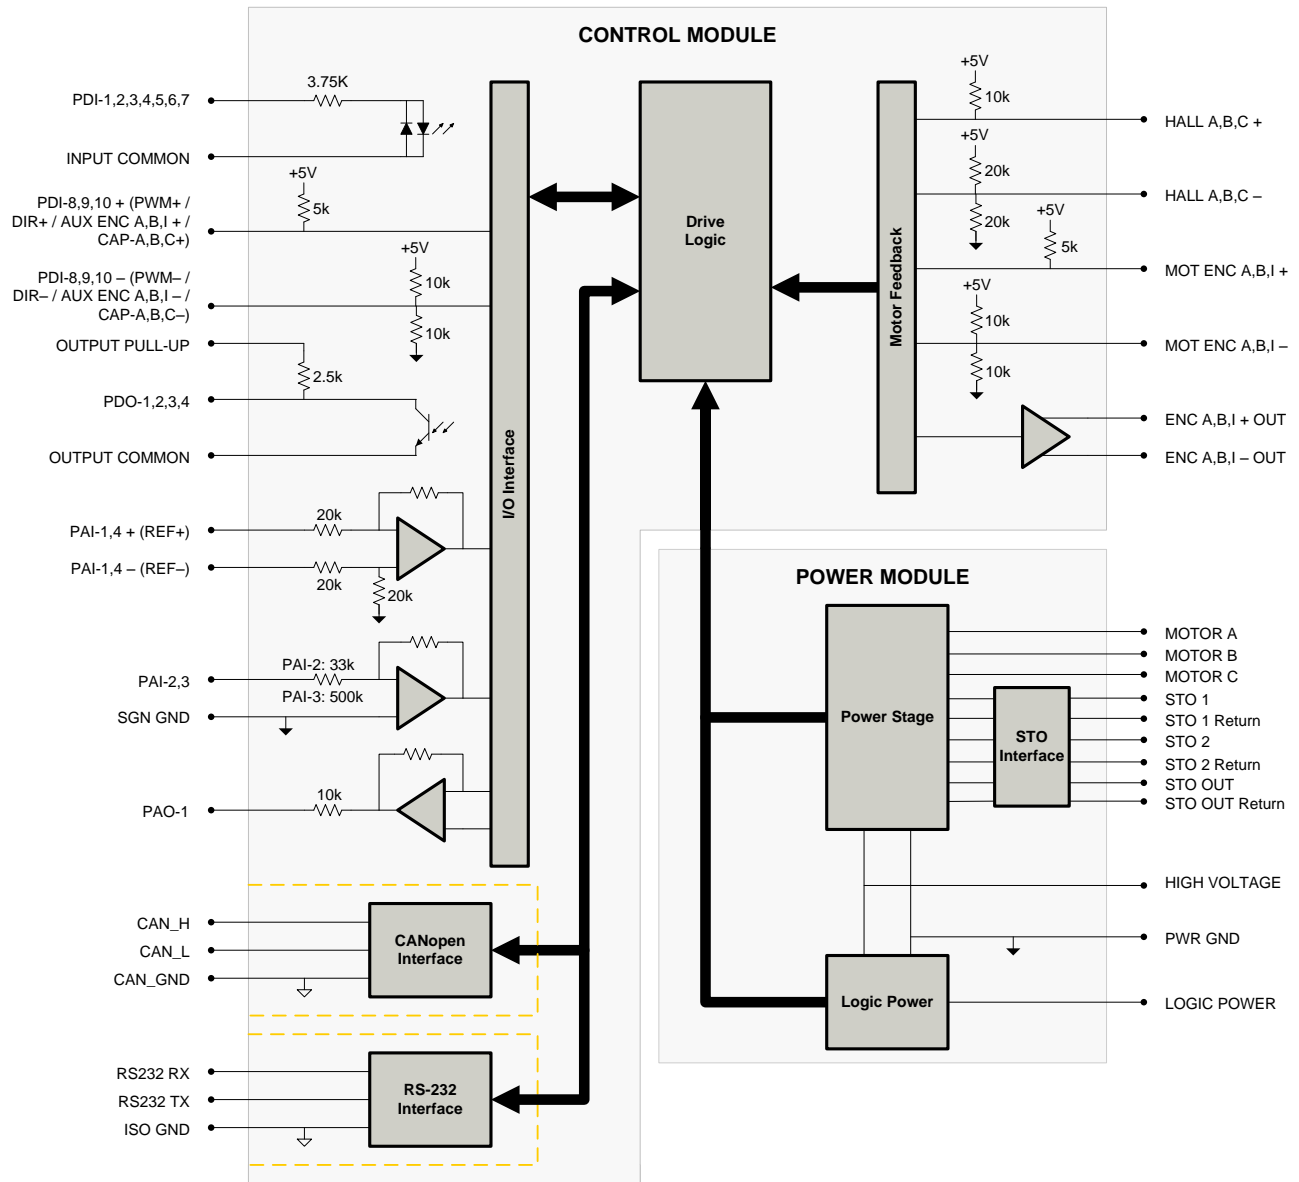 CONTROL MODULE
PDI-1,2,3,4,5,6,7
3.75K
INPUT COMMON
+5V
5k
PDI-8,9,10 + (PWM+ /
DIR+ / AUX ENC A,B,I + /
CAP-A,B,C+)
+5V
10k
10k
PDI-8,9,10 – (PWM– /
DIR– / AUX ENC A,B,I – /
CAP-A,B,C–)
OUTPUT PULL-UP
2.5k
PDO-1,2,3,4
OUTPUT COMMON
PAI-1,4 + (REF+)
20k
PAI-1,4 – (REF–)
20k
20k
PAI-2,3
PAI-2: 33k
PAI-3: 500k
SGN GND
PAO-1
10k
I/O Interface
CAN_H
CAN_L
CAN_GND
CANopen
Interface
RS232 RX
RS232 TX
ISO GND
RS-232
Interface
Drive
Logic
Motor Feedback
+5V
10k
HALL A,B,C +
+5V
20k
20k
HALL A,B,C –
+5V
5k
MOT ENC A,B,I +
+5V
10k
10k
MOT ENC A,B,I –
ENC A,B,I + OUT
ENC A,B,I – OUT
POWER MODULE
Power Stage
STO
Interface
MOTOR A
MOTOR B
MOTOR C
STO 1
STO 1 Return
STO 2
STO 2 Return
STO OUT
STO OUT Return
HIGH VOLTAGE
PWR GND
Logic Power
LOGIC POWER